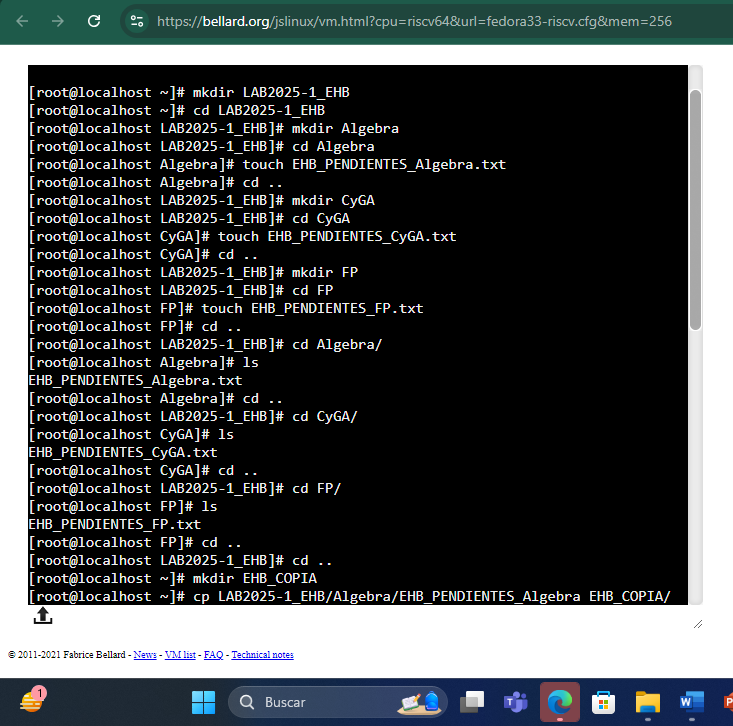 https://bellard.org/jslinux/vm.html?cpu=riscv64&url=fedora33-riscv.cfg&mem=256
[root@localhost ~]# mkdir LAB2025-1_EHB
[root@localhost ~]# cd LAB2025-1_EHB
[root@localhost LAB2025-1_EHB]# mkdir Algebra
[root@localhost LAB2025-1_EHB]# cd Algebra
[root@localhost Algebra]# touch EHB_PENDIENTES_Algebra.txt
[root@localhost Algebra]# cd ..
[root@localhost LAB2025-1_EHB]# mkdir CyGA
[root@localhost LAB2025-1_EHB]# cd CyGA
[root@localhost CyGA]# touch EHB_PENDIENTES_CyGA.txt
[root@localhost CyGA]# cd ..
[root@localhost LAB2025-1_EHB]# mkdir FP
[root@localhost LAB2025-1_EHB]# cd FP
[root@localhost FP]# touch EHB_PENDIENTES_FP.txt
[root@localhost FP]# cd ..
[root@localhost LAB2025-1_EHB]# cd Algebra/
[root@localhost Algebra]# ls
EHB_PENDIENTES_Algebra.txt
[root@localhost Algebra]# cd ..
[root@localhost LAB2025-1_EHB]# cd CyGA/
[root@localhost CyGA]# ls
EHB_PENDIENTES_CyGA.txt
[root@localhost CyGA]# cd ..
[root@localhost LAB2025-1_EHB]# cd FP/
[root@localhost FP]# ls
EHB_PENDIENTES_FP.txt
[root@localhost FP]# cd ..
[root@localhost LAB2025-1_EHB]# cd ..
[root@localhost ~]# mkdir EHB_COPIA
[root@localhost ~]# cp LAB2025-1_EHB/Algebra/EHB_PENDIENTES_Algebra EHB_COPIA/
© 2011-2021 Fabrice Bellard - News - VM list - FAQ - Technical notes
1
Buscar
T
W
P